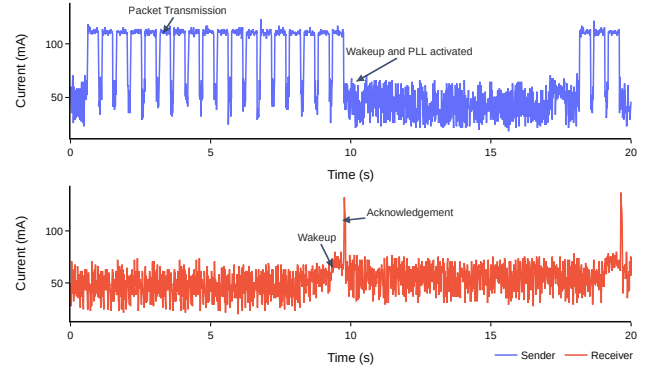 Packet Transmission
Wakeup and PLL activated
Current (mA)
100
50
0
5
10
15
20
Time (s)
Acknowledgement
Wakeup
Current (mA)
100
50
0
5
10
15
20
Time (s)
Sender
Receiver